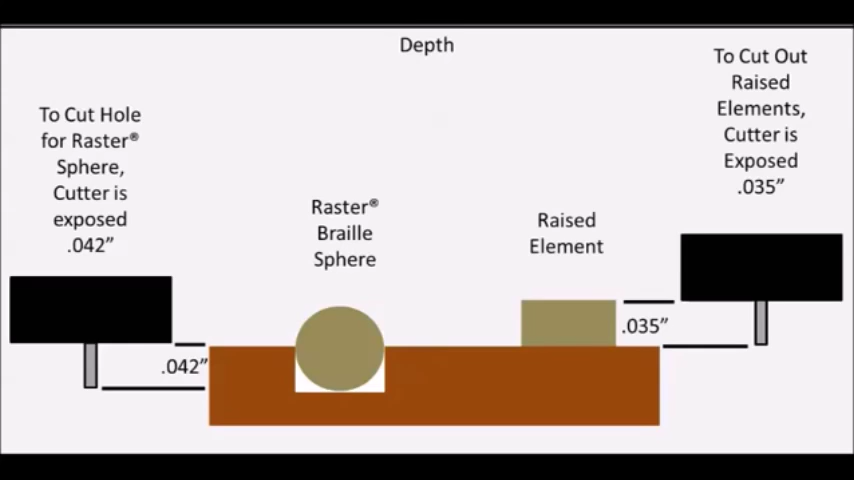 Depth
To Cut Hole
for Raster®
Sphere,
Cutter is
exposed
.042”
Raster®
Braille
Sphere
Raised
Element
To Cut Out
Raised
Elements,
Cutter is
Exposed
.035”
.042”
.035”